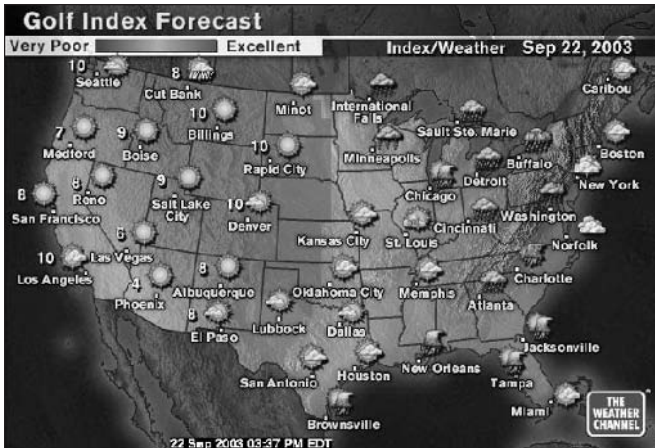 Golf Index Forecast
Very Poor Excellent Index/Weather Sep 22, 2003
10 Seattle
8 Cut Bank
Minot
International Falls
Caribou
10 Billings
Sault Ste. Marie
7 Medford
9 Boise
10 Rapid City
Minneapolis
Buffalo
Boston
8 Reno
9 Salt Lake City
Chicago
Detroit
New York
8 San Francisco
10 Denver
Kansas City
St. Louis
Cincinnati
Washington
6 Las Vegas
Norfolk
10 Los Angeles
4 Phoenix
8 Albuquerque
Oklahoma City
Memphis
Charlotte
8 El Paso
Lubbock
Dallas
Atlanta
San Antonio
Houston
New Orleans
Jacksonville
Tampa
Brownsville
Miami
THE
WEATHER
CHANNEL
22 Sep 2003 03:37 PM EDT